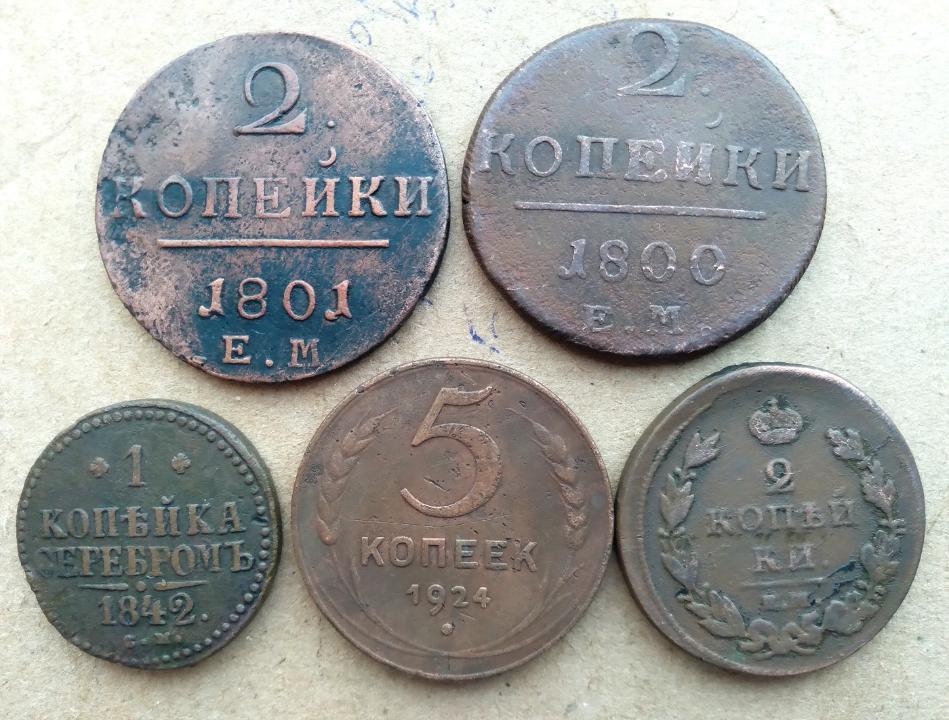 2.
КОПЕЙКИ
1801
Е.М
2.
КОПЕЙКИ
1800
Е.М.
1
КОПѢЙКА
СЕРЕБРОМЪ
1842.
С.М.
5
КОПЕЕК
1924
2
КОПѢЙ
КИ.